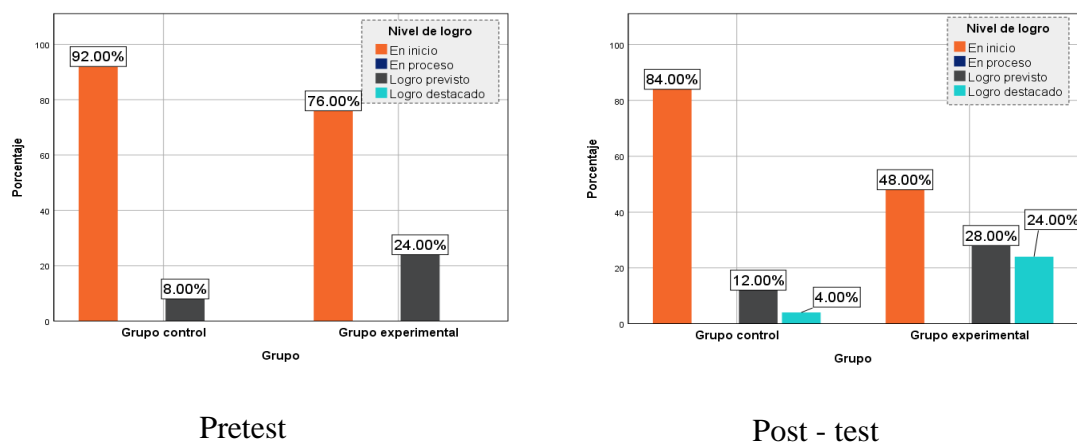 Nivel de logro
En inicio
En proceso
Logro previsto
Logro destacado
Porcentaje
100
80
60
40
20
0
92.00%
8.00%
76.00%
24.00%
Grupo control
Grupo experimental
Grupo
Pretest
Nivel de logro
En inicio
En proceso
Logro previsto
Logro destacado
Porcentaje
100
80
60
40
20
0
84.00%
12.00%
4.00%
48.00%
28.00%
24.00%
Grupo control
Grupo experimental
Grupo
Post - test